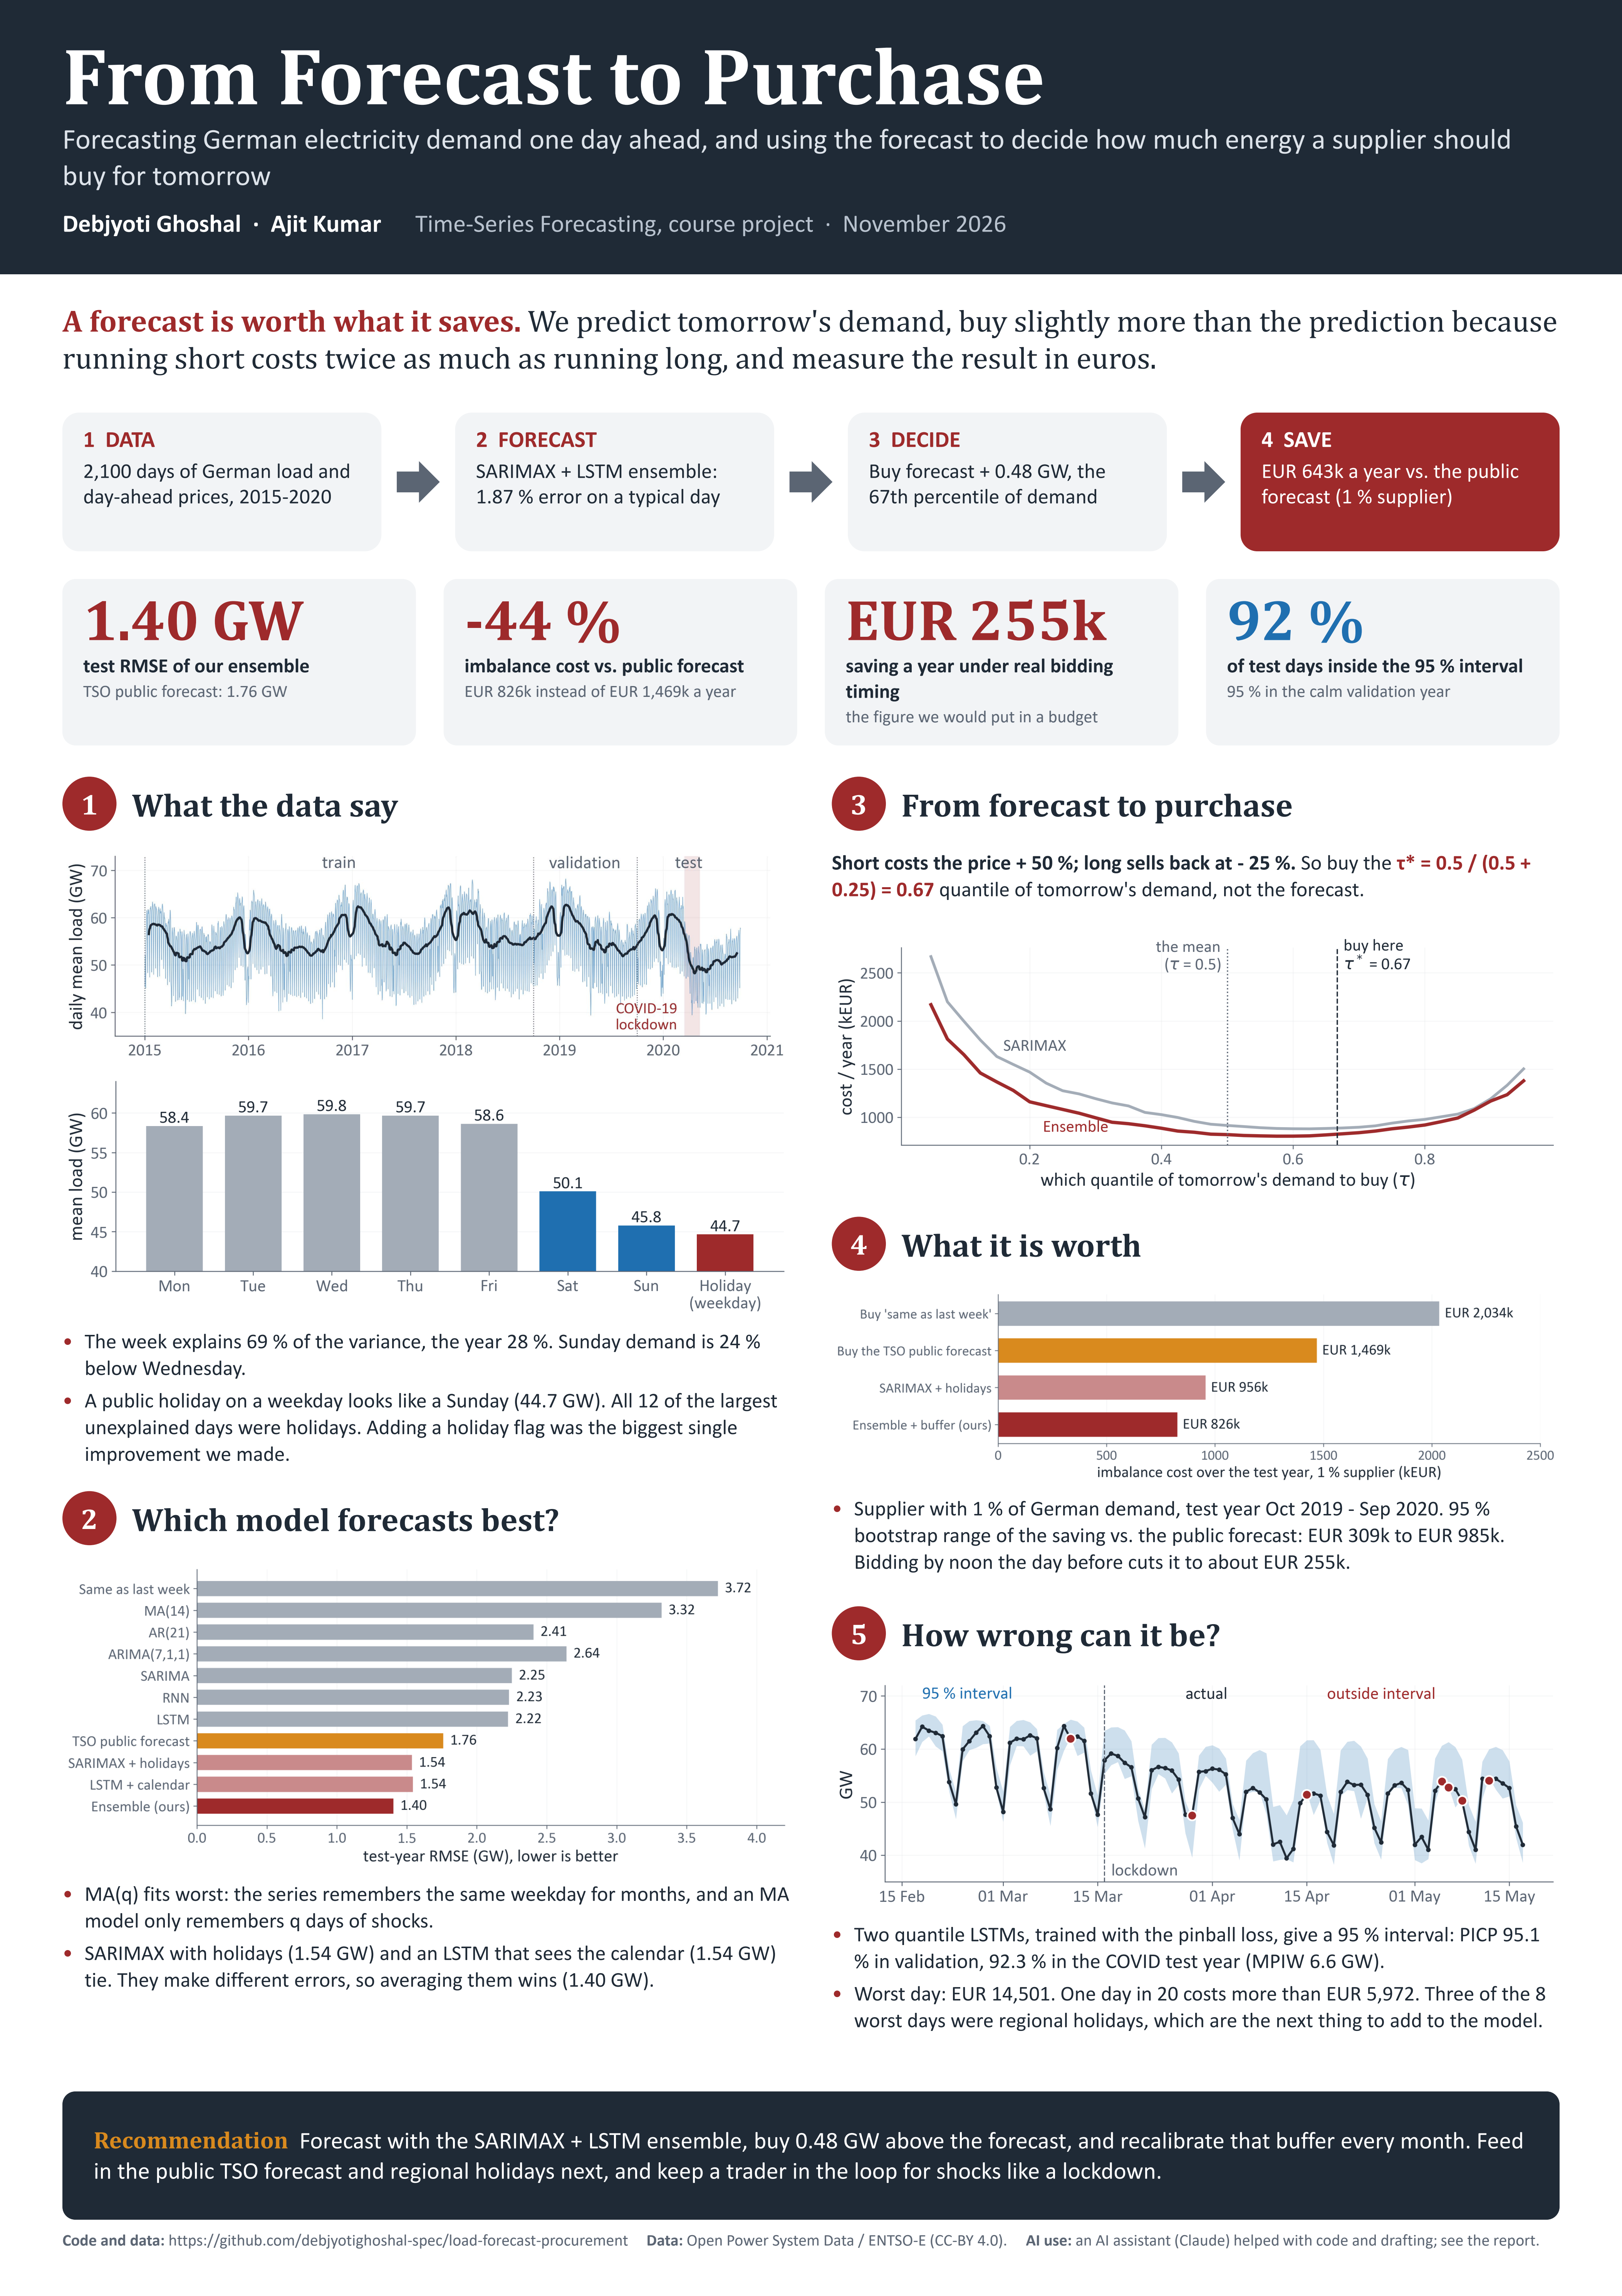 From Forecast to Purchase
Forecasting German electricity demand one day ahead, and using the forecast to decide how much energy a supplier should
buy for tomorrow
Debjyoti Ghoshal · Ajit Kumar Time-Series Forecasting, course project · November 2026
A forecast is worth what it saves. We predict tomorrow's demand, buy slightly more than the prediction because
running short costs twice as much as running long, and measure the result in euros.
1 DATA
2,100 days of German load and
day-ahead prices, 2015-2020
2 FORECAST
SARIMAX + LSTM ensemble:
1.87 % error on a typical day
3 DECIDE
Buy forecast + 0.48 GW, the
67th percentile of demand
4 SAVE
EUR 643k a year vs. the public
forecast (1 % supplier)
1.40 GW
test RMSE of our ensemble
TSO public forecast: 1.76 GW
-44 %
imbalance cost vs. public forecast
EUR 826k instead of EUR 1,469k a year
EUR 255k
saving a year under real bidding
timing
the figure we would put in a budget
92 %
of test days inside the 95 % interval
95 % in the calm validation year
1 What the data say
daily mean load (GW)
70
60
50
40
train
validation
test
COVID-19
lockdown
2015 2016 2017 2018 2019 2020 2021
mean load (GW)
60
55
50
45
40
58.4 59.7 59.8 59.7 58.6 50.1 45.8 44.7
Mon Tue Wed Thu Fri Sat Sun Holiday
(weekday)
• The week explains 69 % of the variance, the year 28 %. Sunday demand is 24 %
below Wednesday.
• A public holiday on a weekday looks like a Sunday (44.7 GW). All 12 of the largest
unexplained days were holidays. Adding a holiday flag was the biggest single
improvement we made.
2 Which model forecasts best?
Same as last week 3.72
MA(14) 3.32
AR(21) 2.41
ARIMA(7,1,1) 2.64
SARIMA 2.25
RNN 2.23
LSTM 2.22
TSO public forecast 1.76
SARIMAX + holidays 1.54
LSTM + calendar 1.54
Ensemble (ours) 1.40
0.0 0.5 1.0 1.5 2.0 2.5 3.0 3.5 4.0
test-year RMSE (GW), lower is better
• MA(q) fits worst: the series remembers the same weekday for months, and an MA
model only remembers q days of shocks.
• SARIMAX with holidays (1.54 GW) and an LSTM that sees the calendar (1.54 GW)
tie. They make different errors, so averaging them wins (1.40 GW).
3 From forecast to purchase
Short costs the price + 50 %; long sells back at - 25 %. So buy the τ* = 0.5 / (0.5 +
0.25) = 0.67 quantile of tomorrow's demand, not the forecast.
cost / year (kEUR)
2500
2000
1500
1000
the mean
(τ = 0.5)
buy here
τ* = 0.67
SARIMAX
Ensemble
0.2 0.4 0.6 0.8
which quantile of tomorrow's demand to buy (τ)
4 What it is worth
Buy 'same as last week' EUR 2,034k
Buy the TSO public forecast EUR 1,469k
SARIMAX + holidays EUR 956k
Ensemble + buffer (ours) EUR 826k
0 500 1000 1500 2000 2500
imbalance cost over the test year, 1 % supplier (kEUR)
• Supplier with 1 % of German demand, test year Oct 2019 - Sep 2020. 95 %
bootstrap range of the saving vs. the public forecast: EUR 309k to EUR 985k.
Bidding by noon the day before cuts it to about EUR 255k.
5 How wrong can it be?
GW
70
60
50
40
95 % interval
actual
outside interval
lockdown
15 Feb 01 Mar 15 Mar 01 Apr 15 Apr 01 May 15 May
• Two quantile LSTMs, trained with the pinball loss, give a 95 % interval: PICP 95.1
% in validation, 92.3 % in the COVID test year (MPIW 6.6 GW).
• Worst day: EUR 14,501. One day in 20 costs more than EUR 5,972. Three of the 8
worst days were regional holidays, which are the next thing to add to the model.
Recommendation Forecast with the SARIMAX + LSTM ensemble, buy 0.48 GW above the forecast, and recalibrate that buffer every month. Feed
in the public TSO forecast and regional holidays next, and keep a trader in the loop for shocks like a lockdown.
Code and data: https://github.com/debjyotighoshal-spec/load-forecast-procurement Data: Open Power System Data / ENTSO-E (CC-BY 4.0). AI use: an AI assistant (Claude) helped with code and drafting; see the report.